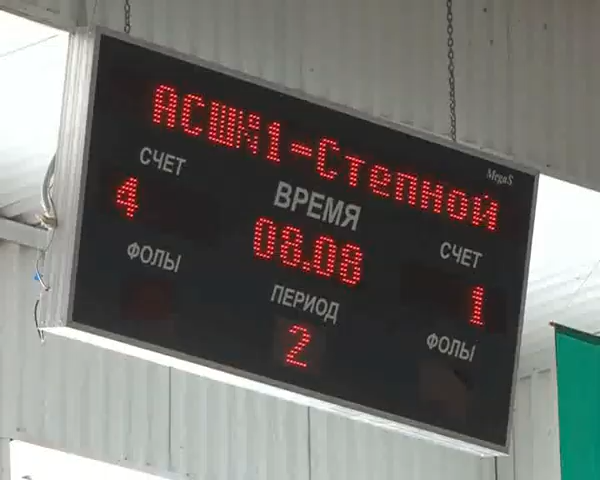 АСШ№1-Степной
MegaS
СЧЕТ
ВРЕМЯ
СЧЕТ
4
08.08
1
ФОЛЫ
ПЕРИОД
ФОЛЫ
2